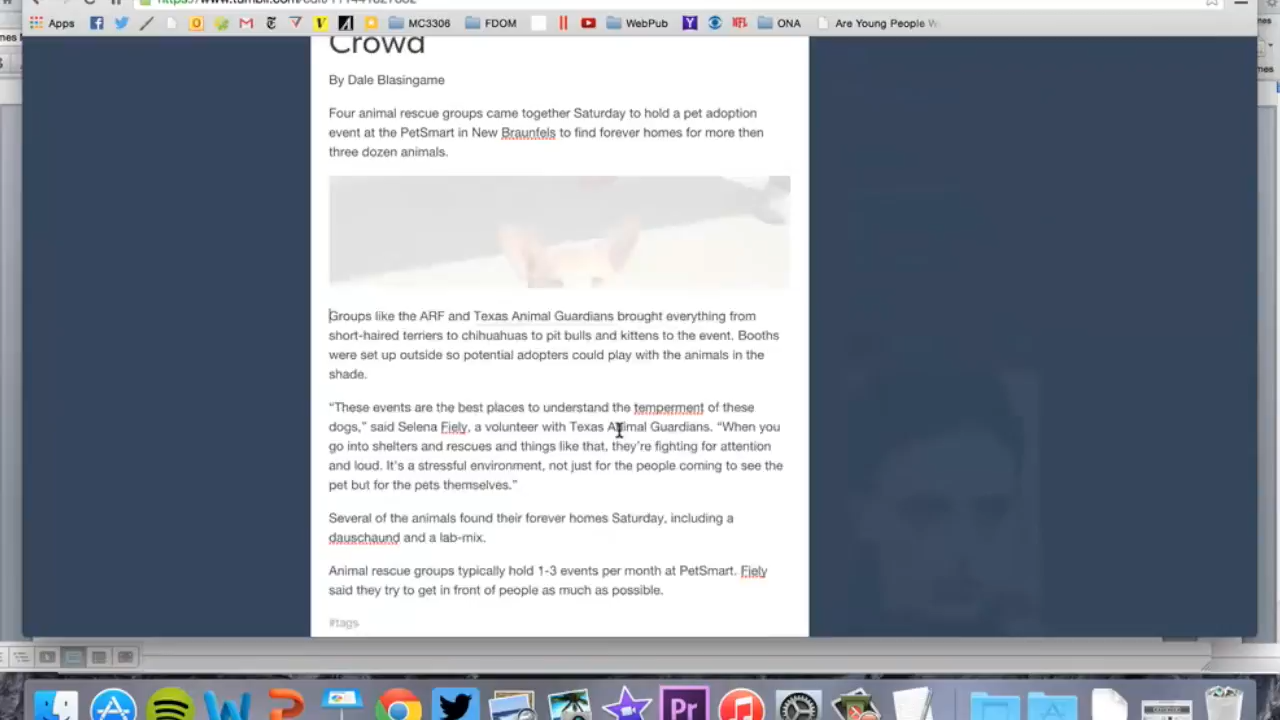 Apps MC3306 FDOM WebPub NFL ONA Are Young People W
Crowd
By Dale Blasingame
Four animal rescue groups came together Saturday to hold a pet adoption
event at the PetSmart in New Braunfels to find forever homes for more then
three dozen animals.
Groups like the ARF and Texas Animal Guardians brought everything from
short-haired terriers to chihuahuas to pit bulls and kittens to the event. Booths
were set up outside so potential adopters could play with the animals in the
shade.
“These events are the best places to understand the temperment of these
dogs,” said Selena Fiely, a volunteer with Texas Animal Guardians. “When you
go into shelters and rescues and things like that, they’re fighting for attention
and loud. It’s a stressful environment, not just for the people coming to see the
pet but for the pets themselves.”
Several of the animals found their forever homes Saturday, including a
dauschaund and a lab-mix.
Animal rescue groups typically hold 1-3 events per month at PetSmart. Fiely
said they try to get in front of people as much as possible.
#tags